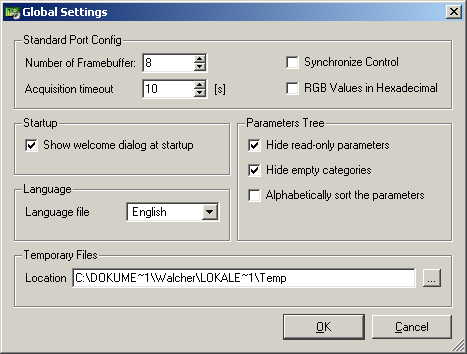 Global Settings
Standard Port Config
Number of Framebuffer: 8
Synchronize Control
Acquisition timeout 10 [s]
RGB Values in Hexadecimal
Startup
Show welcome dialog at startup
Parameters Tree
Hide read-only parameters
Hide empty categories
Alphabetically sort the parameters
Language
Language file English
Temporary Files
Location C:\DOKUME~1\Walcher\LOKALE~1\Temp ...
OK Cancel